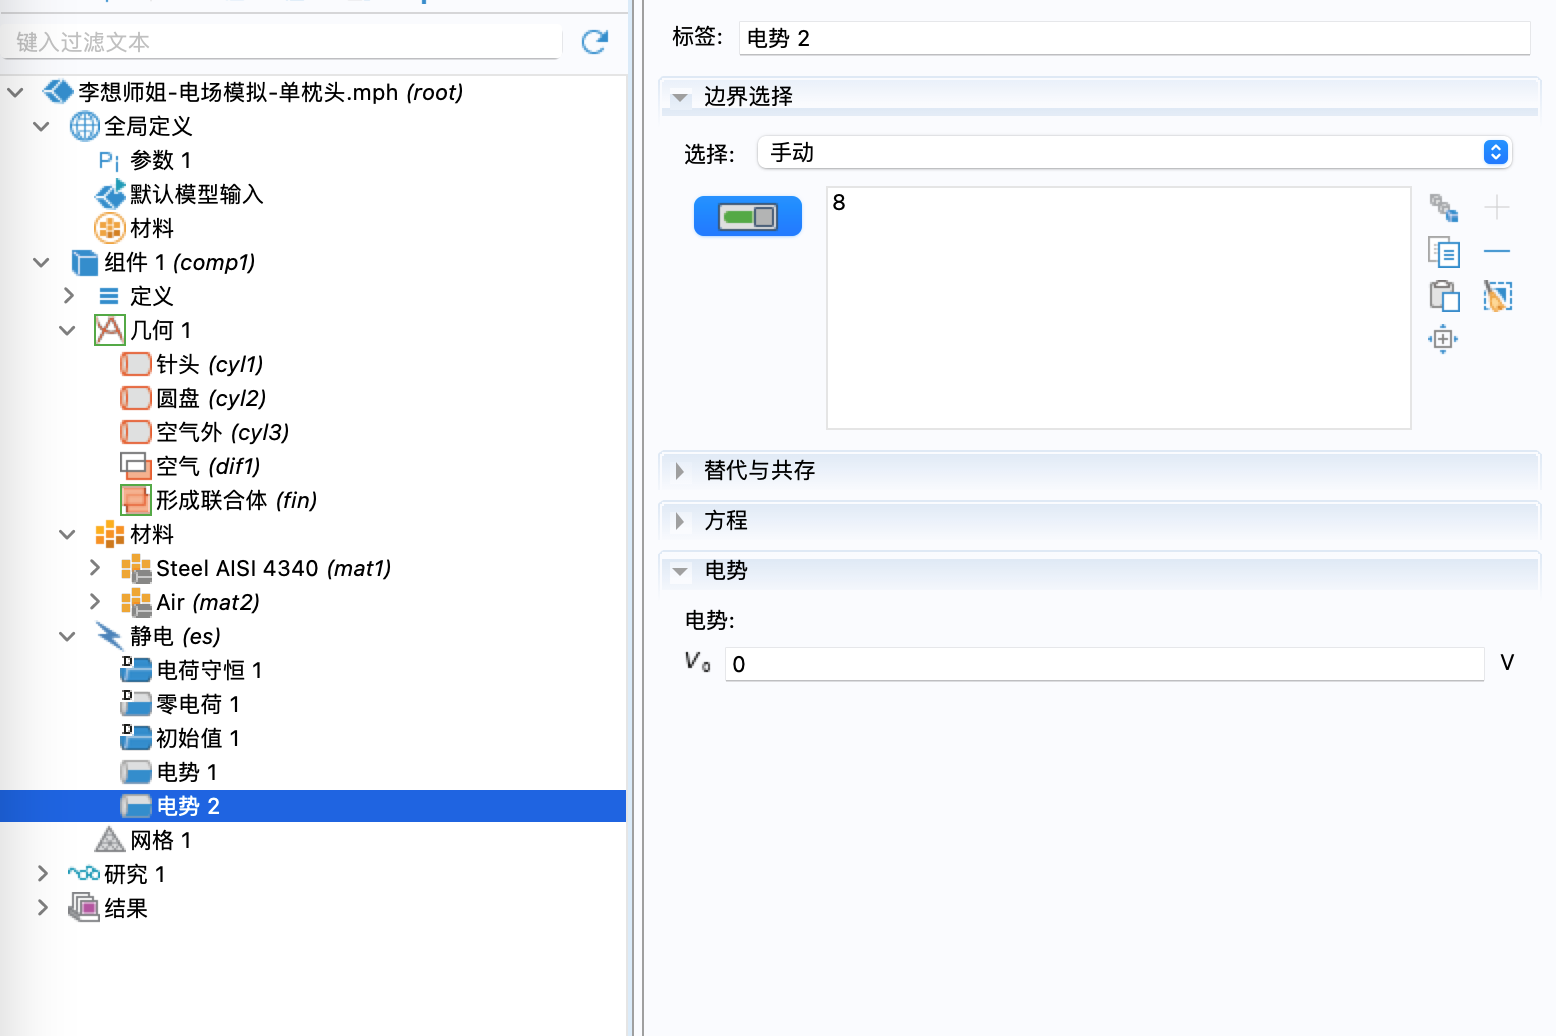 键入过滤文本
李想师姐-电场模拟-单枕头.mph (root)
全局定义
Pi 参数 1
默认模型输入
材料
组件 1 (comp1)
定义
几何 1
针头 (cyl1)
圆盘 (cyl2)
空气外 (cyl3)
空气 (dif1)
形成联合体 (fin)
材料
Steel AISI 4340 (mat1)
Air (mat2)
静电 (es)
D 电荷守恒 1
D 零电荷 1
D 初始值 1
电势 1
电势 2
网格 1
研究 1
结果
标签: 电势 2
边界选择
选择: 手动
8
替代与共存
方程
电势
电势:
V0 0 V